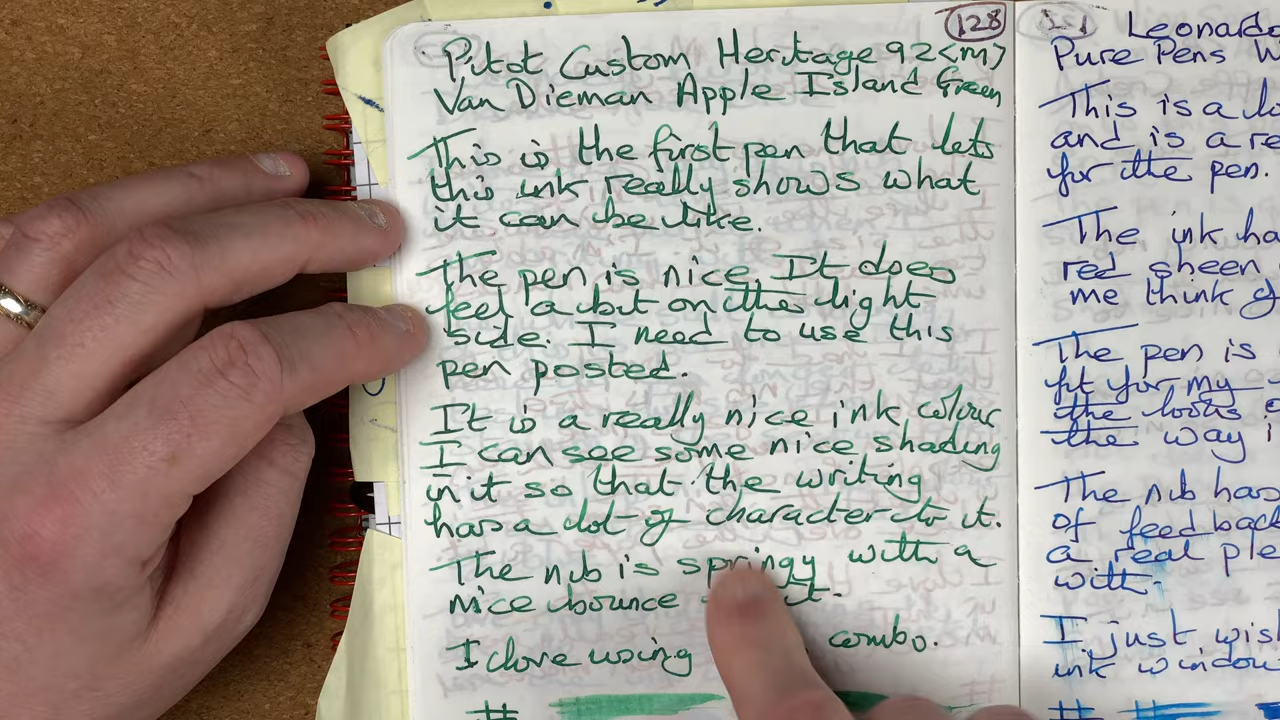 128
Pilot Custom Heritage 92 <m>
Van Dieman Apple Island Green
This is the first pen that lets
this ink really shows what
it can be like.
The pen is nice. It does
feel a bit on the light
side. I need to use this
pen posted.
It is a really nice ink colour
I can see some nice shading
in it so that the writing
has a lot of character to it.
The nib is springy with a
nice bounce
I love using combo.
Leonardo
Pure Pens
This is a
and is a
for the pen.
The ink
red sheen
me think
The pen is
fit for my
the looks
the way
The nib has
of feedback
a real
with
I just
ink window